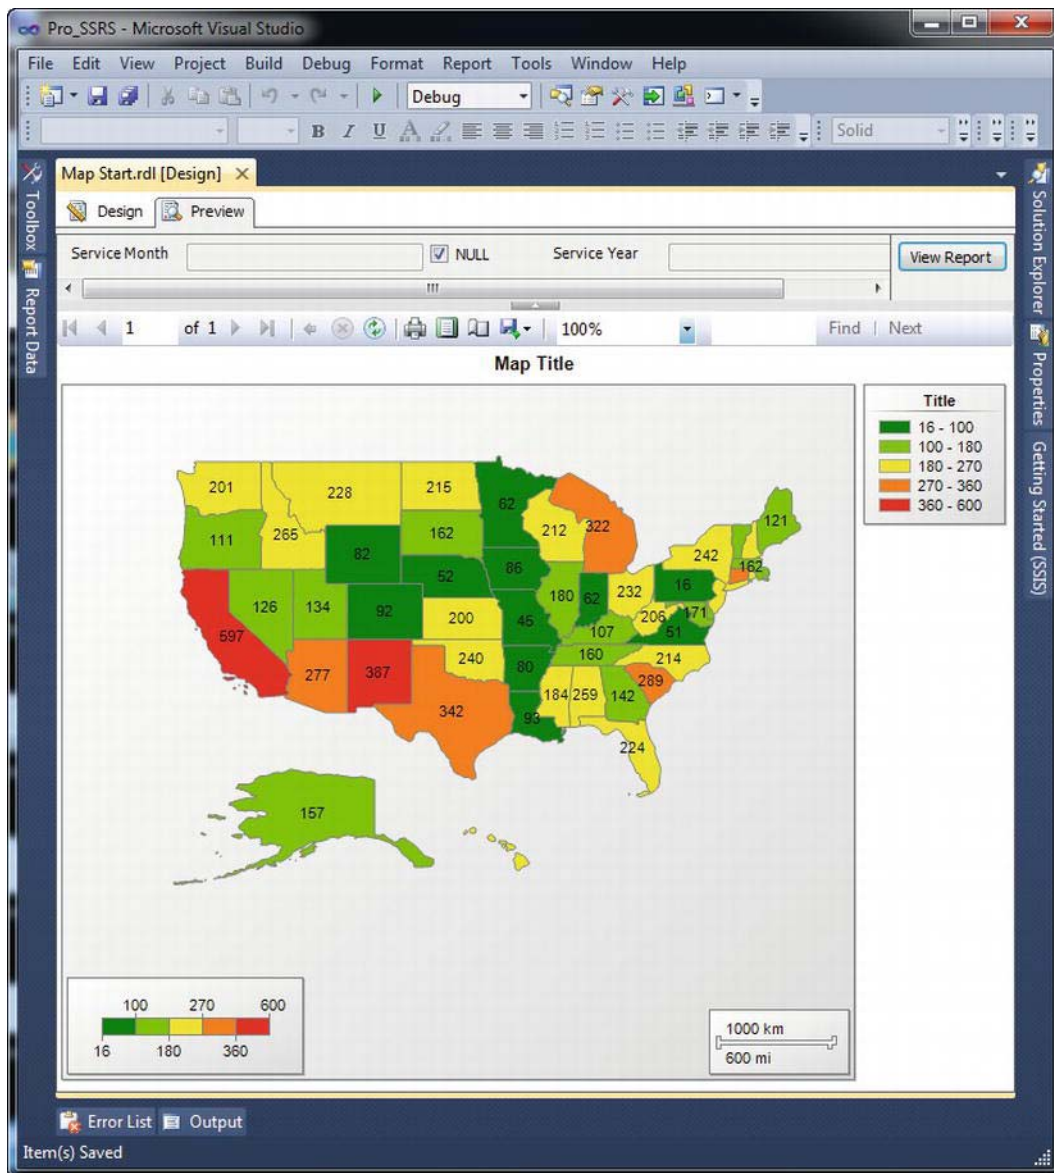 Pro_SSRS - Microsoft Visual Studio
File Edit View Project Build Debug Format Report Tools Window Help
Debug
B I U A Solid
Map Start.rdl [Design]
Toolbox
Report Data
Solution Explorer
Properties
Getting Started (SSIS)
Design Preview
Service Month NULL Service Year View Report
1 of 1 100% Find | Next
Map Title
Title
16 - 100
100 - 180
180 - 270
270 - 360
360 - 600
201 228 215 62
212 322 121
111 265 82 162
242 162
86 52 16
126 134 92 200 46 180 62 232 206 171
597 107 51
277 387 240 80 160 214
342 93 184 259 142 289
224
157
100 270 600
16 180 360
1000 km
600 mi
Error List Output
Item(s) Saved